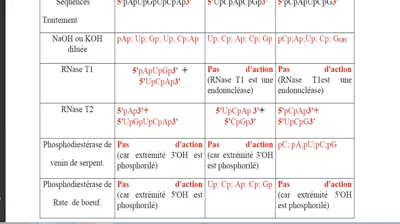 Séquences 5'pApUpGpUpCpAp3' 5'UpCpApCpGp3' 5'pCpApUpCpG3'
Traitement
NaOH ou KOH pAp; Up; Gp; Up; Cp;Ap Up; Cp; Ap; Cp; Gp pCp;Ap;Up; Cp; GOH
diluée
RNase T1 5'pApUpGp3' + Pas d'action Pas d'action
5'UpCpAp3' (RNase T1 est une (RNase T1est une
endonucléase) endonucléase)
RNase T2 5'pAp3'+ 5'UpCpAp 3'+ 5'pCpAp3'+
5'UpGpUpCpAp3' 5'CpGp3' 5'UpCpG3'
Phosphodiestérase de Pas d'action Pas d'action pC; pA;pU;pC;pG
venin de serpent. (car extrémité 3'OH est (car extrémité 3'OH
phosphorilé) est phosphorilé)
Phosphodiestérase de Pas d'action Up; Cp; Ap; Cp; Gp Pas d'action
Rate de boeuf. (car extrémité 5'OH est (car extrémité 5'OH
phosphorilé) est phosphorilé)